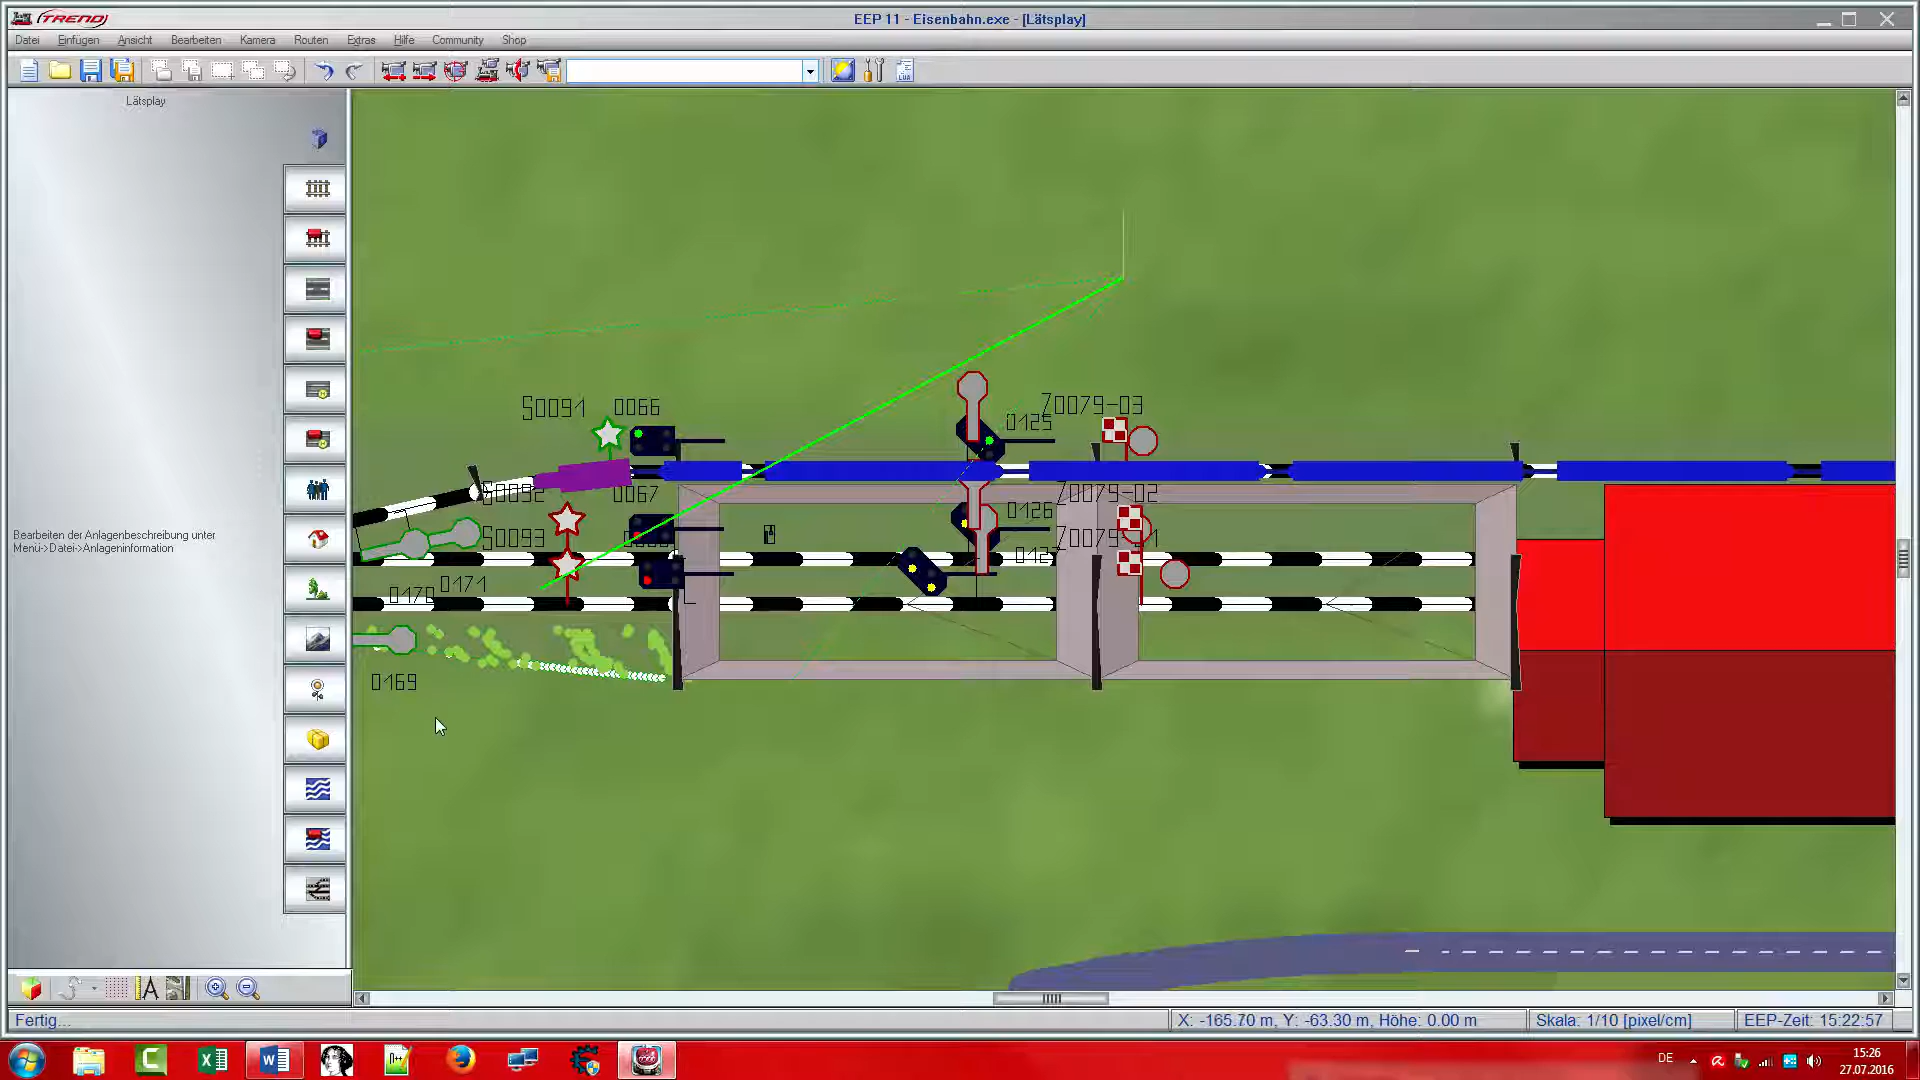 TREND
EEP 11 - Eisenbahn.exe - [Lätsplay]
Datei Einfügen Ansicht Bearbeiten Kamera Routen Extras Hilfe Community Shop
LUA
Lätsplay
Bearbeiten der Anlagenbeschreibung unter
Menü->Datei->Anlageninformation
S0091 0066
Z0079-03
0125
S0092 0067
Z0079-02
0126
S0093
0127
0170 0171
0169
Fertig...
X: -165.70 m, Y: -63.30 m, Höhe: 0.00 m
Skala: 1/10 [pixel/cm]
EEP-Zeit: 15:22:57
DE
15:26
27.07.2016